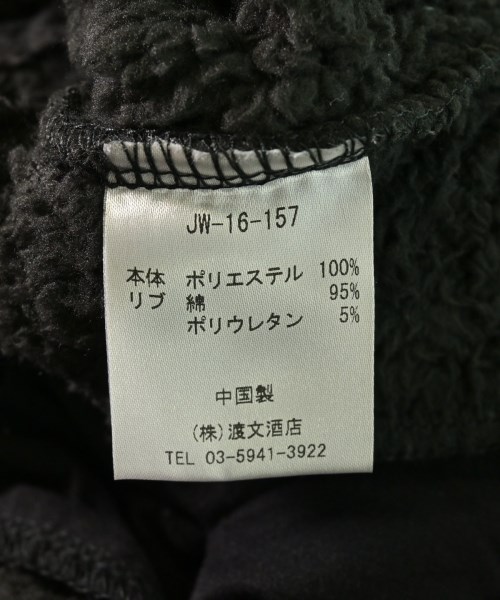 JW-16-157
本体 ポリエステル 100%
リブ 綿 95%
ポリウレタン 5%
中国製
(株)渡文酒店
TEL 03-5941-3922